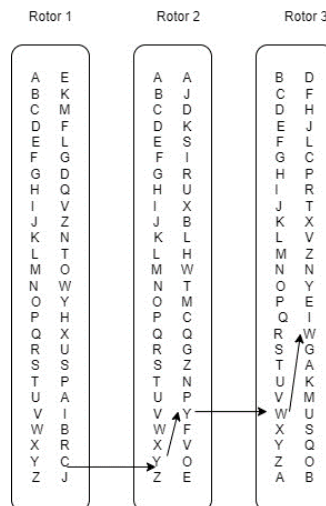 Rotor 1 Rotor 2 Rotor 3
A E A A B D
B K B J C F
C M C D D H
D F D K E J
E L E S F L
F G F I G C
G D G R H P
H Q H U I R
I V I X J T
J Z J B K X
K N K L L V
L T L H M Z
M O M W N N
N W N T O Y
O Y O M P E
P H P C Q I
Q X Q Q R W
R U R G S G
S S S Z T A
T P T N U K
U A U P V M
V I V Y W U
W B W F X S
X R X V Y Q
Y C Y O Z O
Z J Z E A B